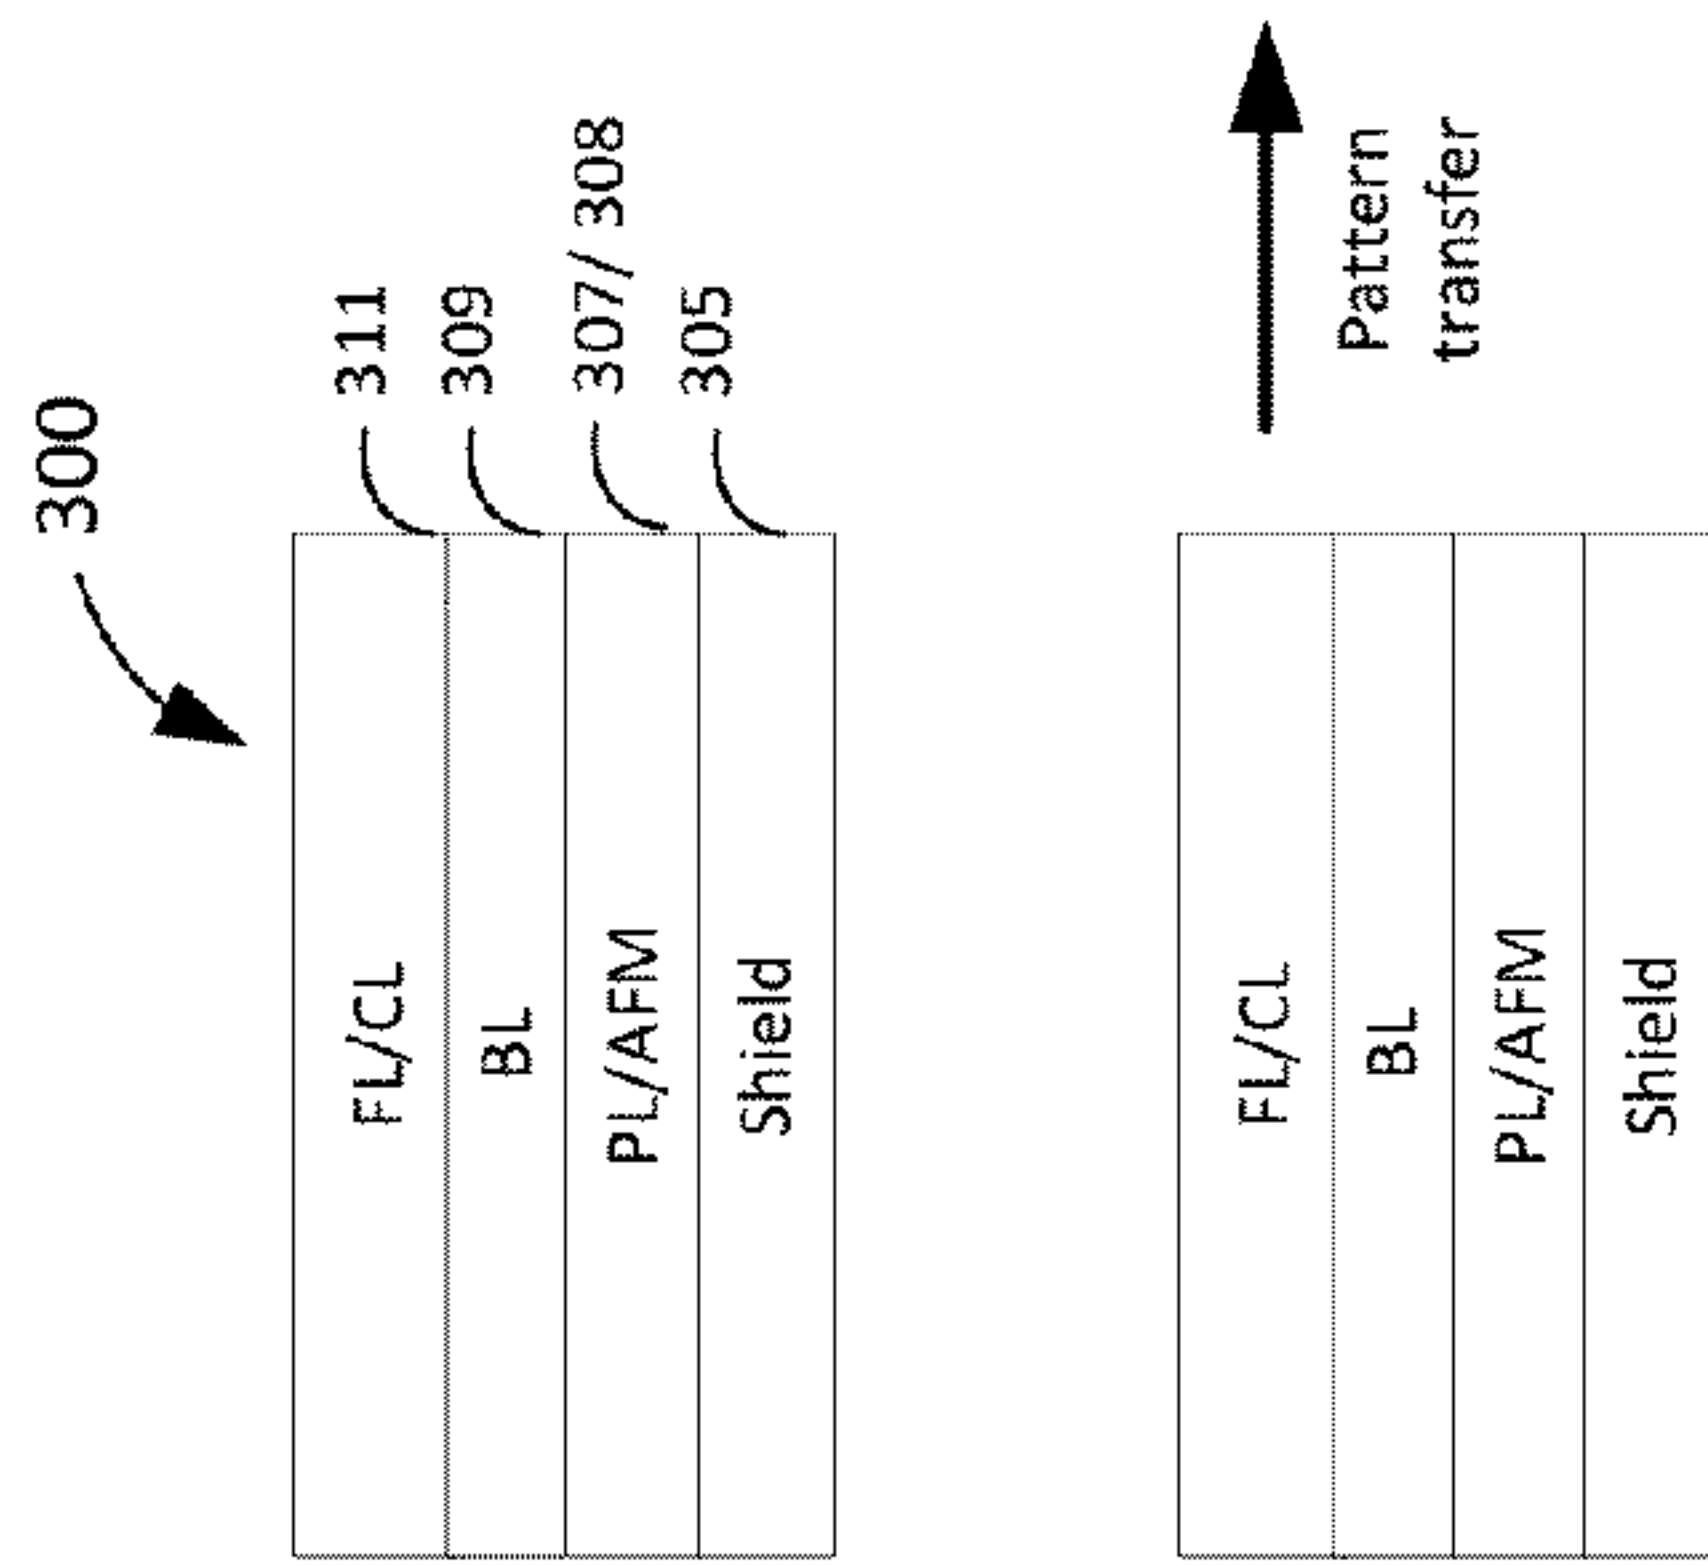 300
311
309
307/ 308
305
FL/CL
BL
PL/AFM
Shield
Pattern
transfer
FL/CL
BL
PL/AFM
Shield